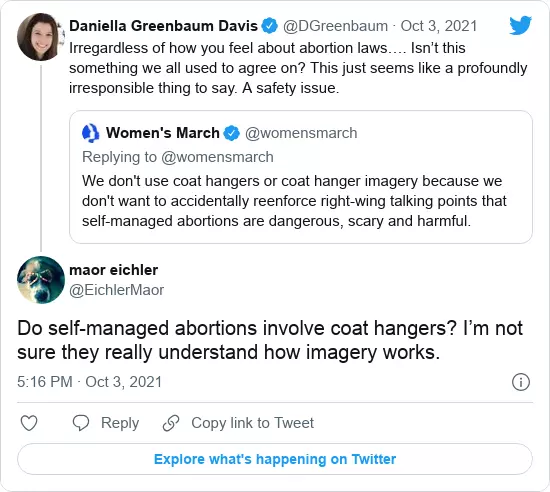 Daniella Greenbaum Davis @DGreenbaum · Oct 3, 2021
Irregardless of how you feel about abortion laws…. Isn’t this
something we all used to agree on? This just seems like a profoundly
irresponsible thing to say. A safety issue.
Women's March @womensmarch
Replying to @womensmarch
We don't use coat hangers or coat hanger imagery because we
don't want to accidentally reenforce right-wing talking points that
self-managed abortions are dangerous, scary and harmful.
maor eichler
@EichlerMaor
Do self-managed abortions involve coat hangers? I’m not
sure they really understand how imagery works.
5:16 PM · Oct 3, 2021
Reply Copy link to Tweet
Explore what's happening on Twitter